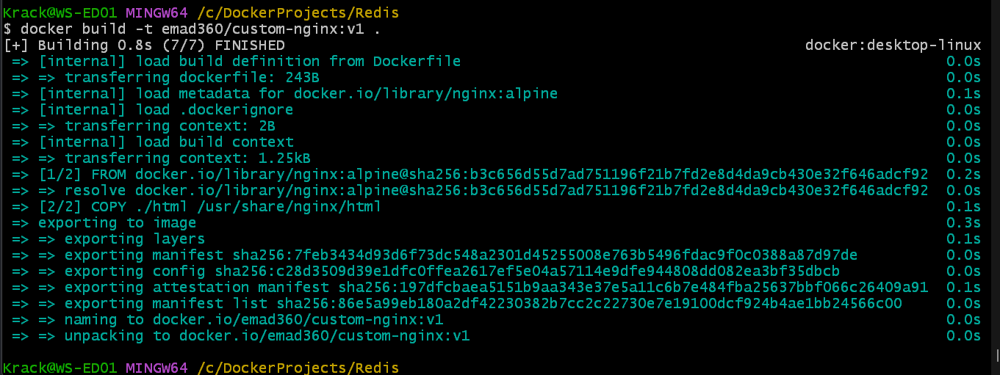 Krack@WS-ED01 MINGW64 /c/DockerProjects/Redis
$ docker build -t emad360/custom-nginx:v1 .
[+] Building 0.8s (7/7) FINISHED docker:desktop-linux
=> [internal] load build definition from Dockerfile 0.0s
=> => transferring dockerfile: 243B 0.0s
=> [internal] load metadata for docker.io/library/nginx:alpine 0.1s
=> [internal] load .dockerignore 0.0s
=> => transferring context: 2B 0.0s
=> [internal] load build context 0.0s
=> => transferring context: 1.25kB 0.0s
=> [1/2] FROM docker.io/library/nginx:alpine@sha256:b3c656d55d7ad751196f21b7fd2e8d4da9cb430e32f646adcf92 0.2s
=> => resolve docker.io/library/nginx:alpine@sha256:b3c656d55d7ad751196f21b7fd2e8d4da9cb430e32f646adcf92 0.0s
=> [2/2] COPY ./html /usr/share/nginx/html 0.1s
=> exporting to image 0.3s
=> => exporting layers 0.1s
=> => exporting manifest sha256:7feb3434d93d6f73dc548a2301d45255008e763b5496fdac9f0c0388a87d97de 0.0s
=> => exporting config sha256:c28d3509d39e1dfc0ffea2617ef5e04a57114e9dfe944808dd082ea3bf35dbcb 0.0s
=> => exporting attestation manifest sha256:197dfcbaea5151b9aa343e37e5a11c6b7e484fba25637bbf066c26409a91 0.1s
=> => exporting manifest list sha256:86e5a99eb180a2df42230382b7cc2c22730e7e19100dcf924b4ae1bb24566c00 0.0s
=> => naming to docker.io/emad360/custom-nginx:v1 0.0s
=> => unpacking to docker.io/emad360/custom-nginx:v1 0.0s
Krack@WS-ED01 MINGW64 /c/DockerProjects/Redis